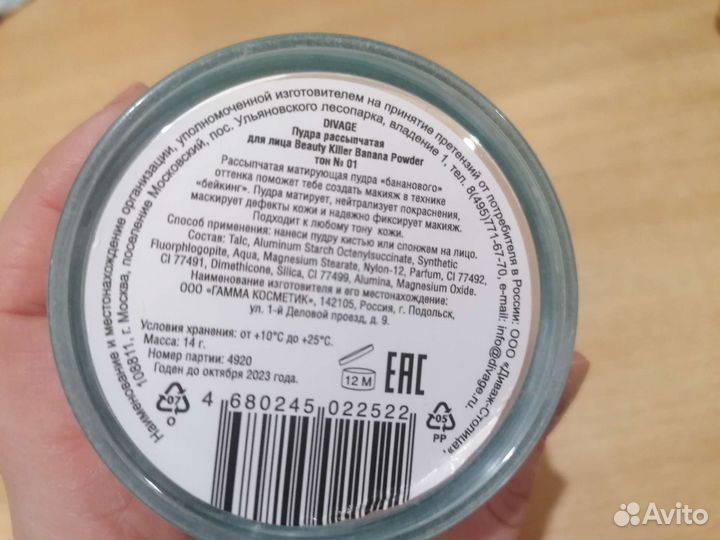 Наименование и местонахождение организации, уполномоченной изготовителем на принятие претензий от потребителя в России: ООО «Диваж-Столица»,
108811, г. Москва, поселение Московский, пос. Ульяновского лесопарка, владение 1, тел. 8(495)771-67-70, e-mail: info@divage.ru.
DIVAGE
Пудра рассыпчатая
для лица Beauty Killer Banana Powder
тон № 01
Рассыпчатая матирующая пудра «бананового»
оттенка поможет тебе создать макияж в технике
«бейкинг». Пудра матирует, нейтрализует покраснения,
маскирует дефекты кожи и надежно фиксирует макияж.
Подходит к любому тону кожи.
Способ применения: нанеси пудру кистью или спонжем на лицо.
Состав: Talc, Aluminum Starch Octenylsuccinate, Synthetic
Fluorphlogopite, Aqua, Magnesium Stearate, Nylon-12, Parfum, CI 77492,
CI 77491, Dimethicone, Silica, CI 77499, Alumina, Magnesium Oxide.
Наименование изготовителя и его местонахождение:
ООО «ГАММА КОСМЕТИК», 142105, Россия, г. Подольск,
ул. 1-й Деловой проезд, д. 9.
Условия хранения: от +10°С до +25°С.
Масса: 14 г.
Номер партии: 4920
Годен до октября 2023 года.
12 M
EAC
07
O
4 680245 022522
05
PP
Avito